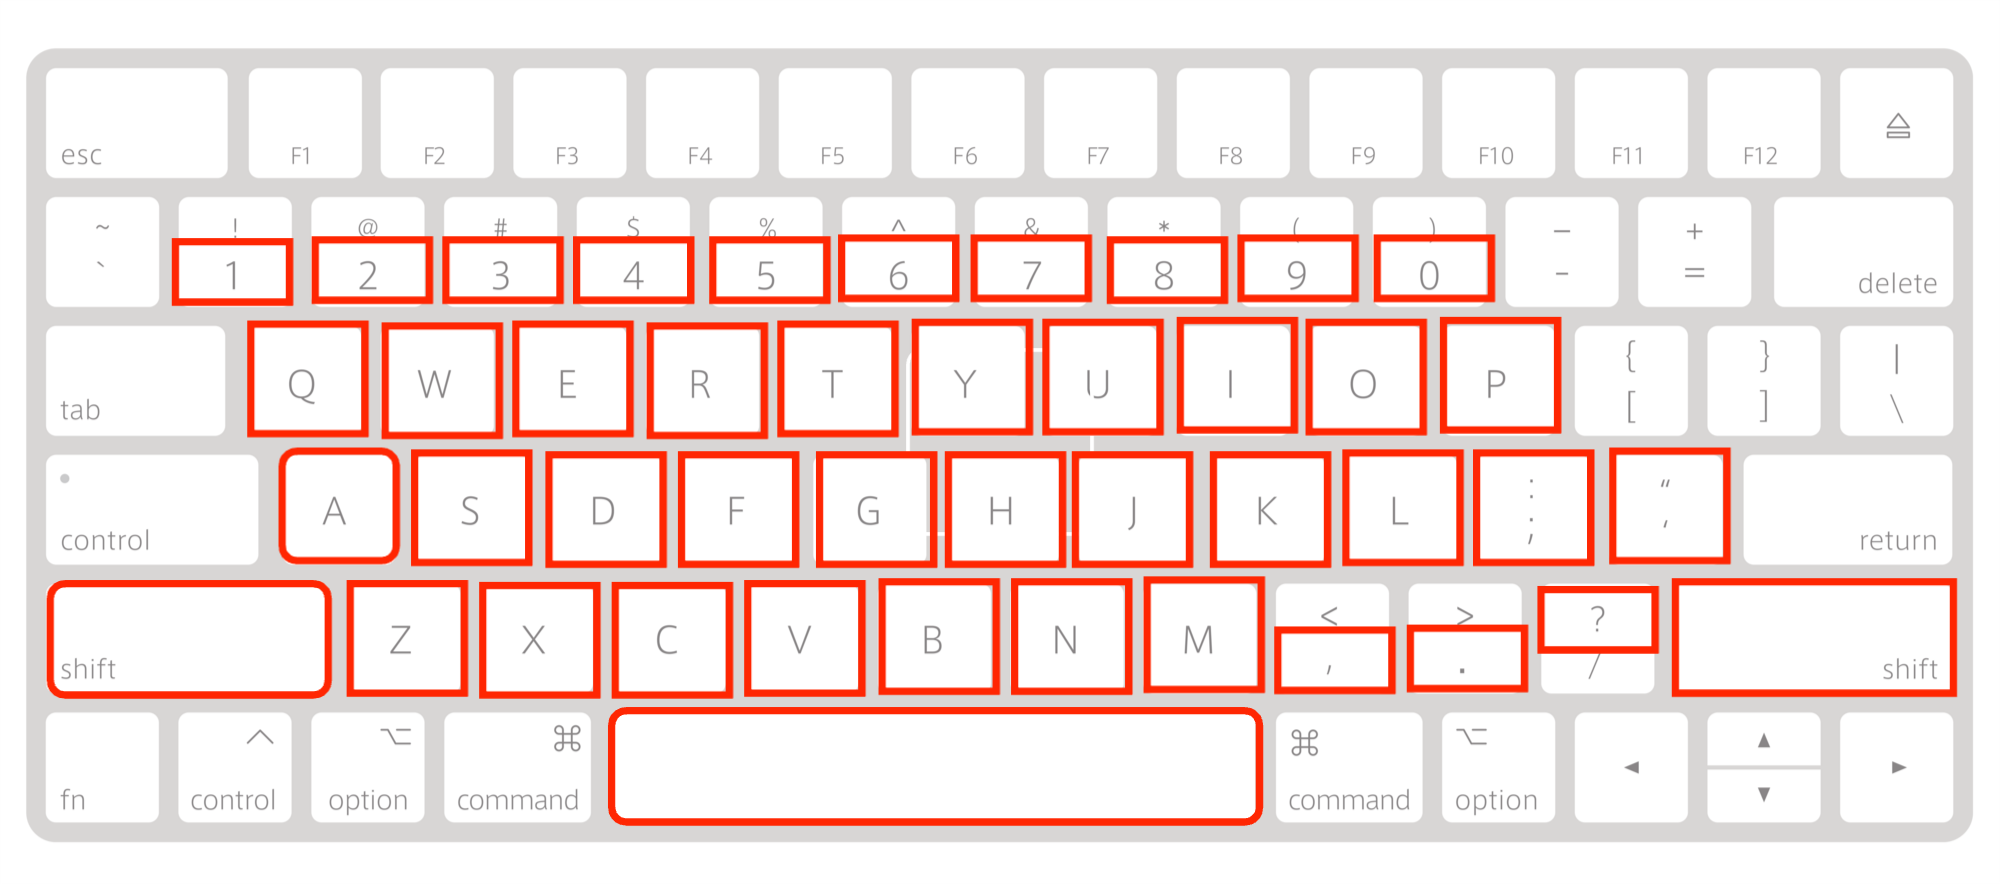 esc F1 F2 F3 F4 F5 F6 F7 F8 F9 F10 F11 F12 ⏏
~ ! @ # $ % ^ & * ( ) – +
` 1 2 3 4 5 6 7 8 9 0 - = delete
tab Q W E R T Y U I O P { } |
[ ] \
control A S D F G H J K L : “
; ‘
shift Z X C V B N M < > ? shift
, . /
^ ⌥ ⌘ ⌘ ⌥ ◀ ▲ ▶
fn control option command command option ▼